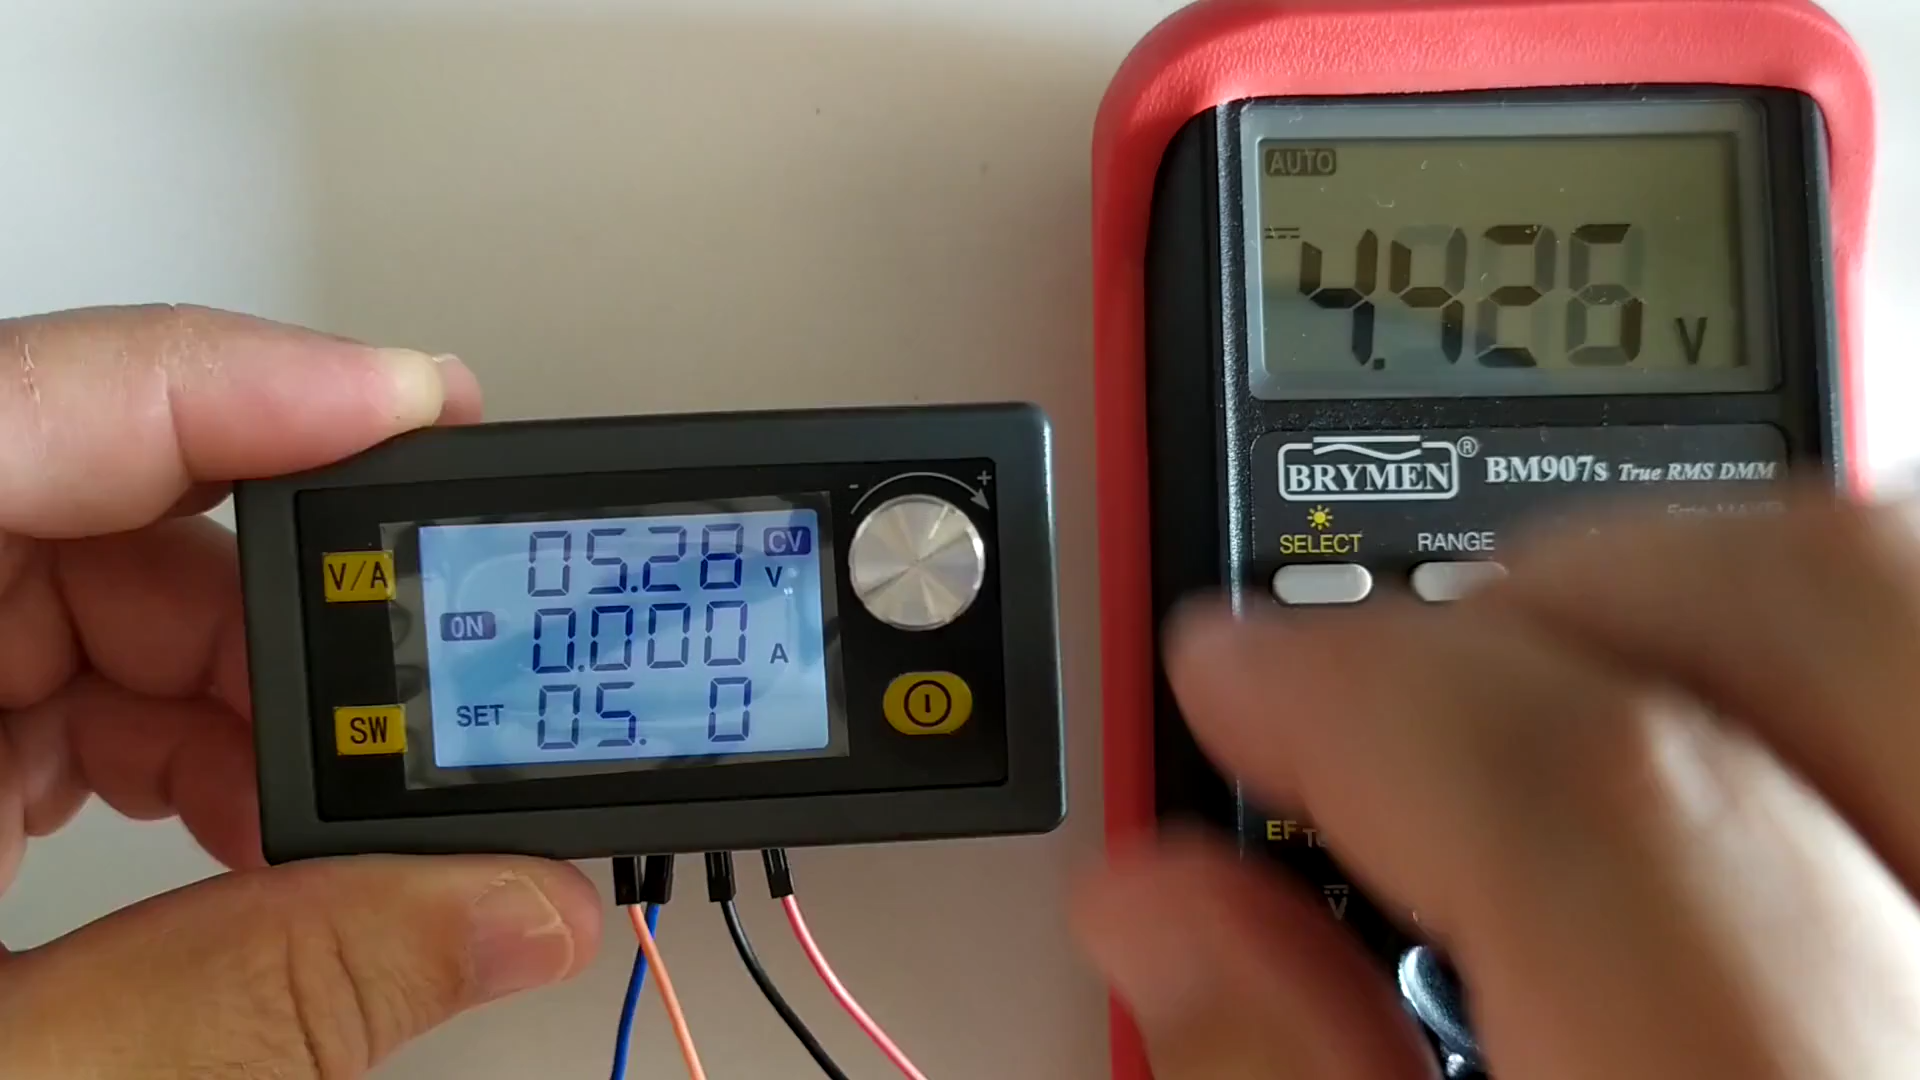 AUTO
4.426 V
BRYMEN® BM907s True RMS DMM
SELECT RANGE
V/A
05.28 V CV
ON 0.000 A
SET 05. 0
SW
- +
EF
V